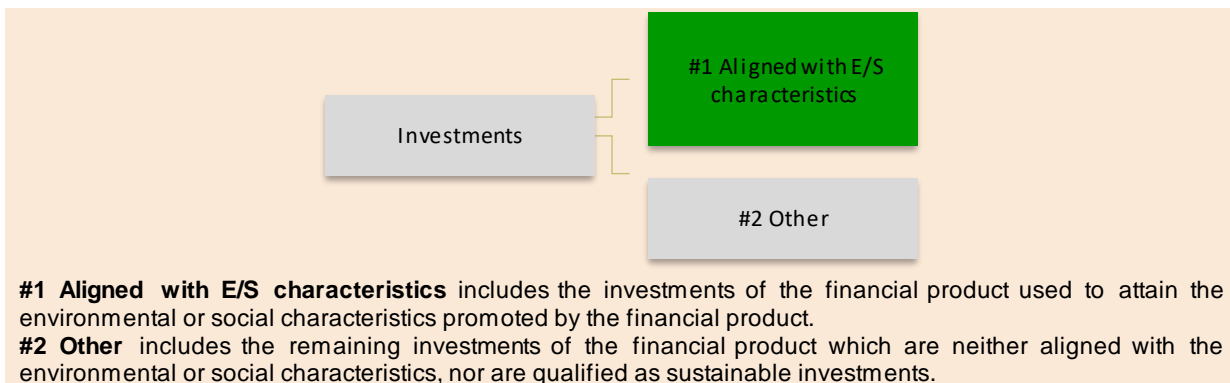 #1 Aligned with E/S
characteristics
Investments
#2 Other
#1 Aligned with E/S characteristics includes the investments of the financial product used to attain the
environmental or social characteristics promoted by the financial product.
#2 Other includes the remaining investments of the financial product which are neither aligned with the
environmental or social characteristics, nor are qualified as sustainable investments.